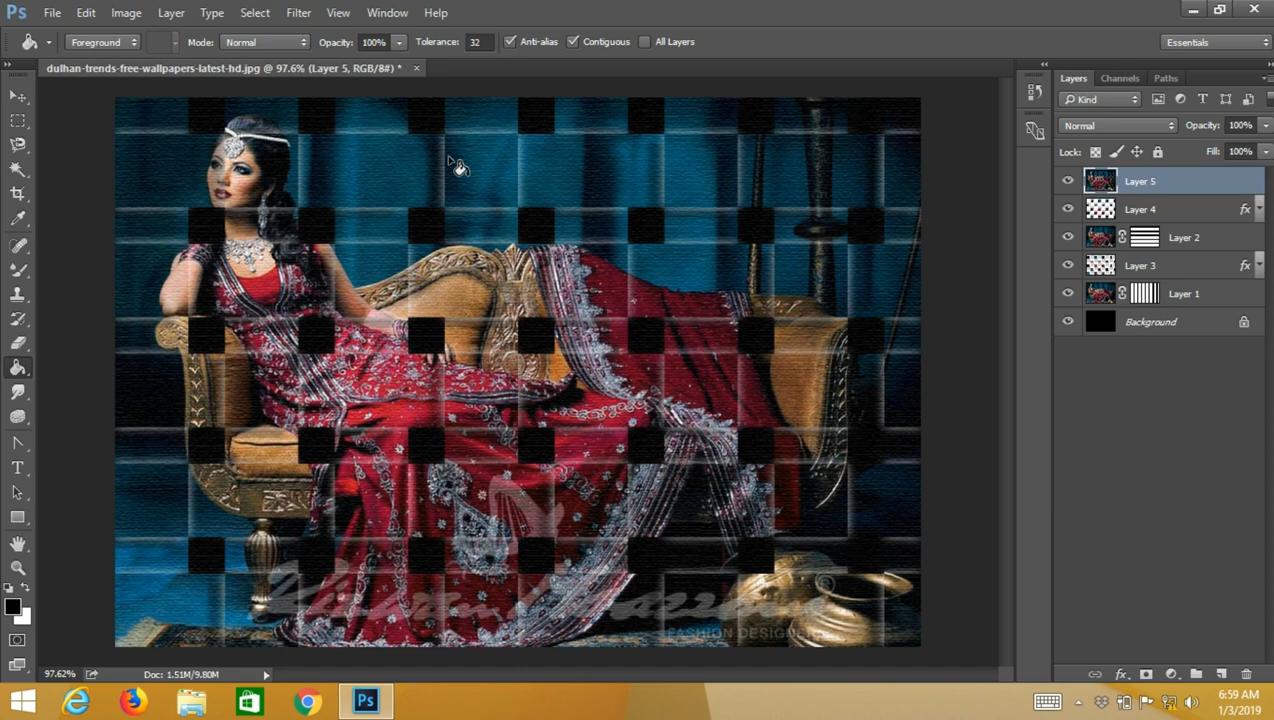 Ps File Edit Image Layer Type Select Filter View Window Help
Foreground Mode: Normal Opacity: 100% Tolerance: 32 Anti-alias Contiguous All Layers Essentials
dulhan-trends-free-wallpapers-latest-hd.jpg @ 97.6% (Layer 5, RGB/8#) * ×
Layers Channels Paths
Kind
Normal Opacity: 100%
Lock: Fill: 100%
Layer 5
Layer 4 fx
Layer 2
Layer 3 fx
Layer 1
Background
FASHION DESIGNER
97.62% Doc: 1.51M/9.80M
Ps
6:59 AM
1/3/2019